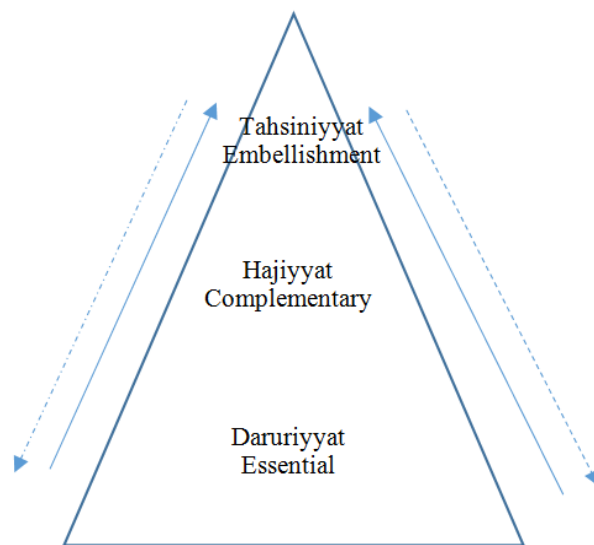 Tahsiniyyat
Embellishment
Hajiyyat
Complementary
Daruriyyat
Essential